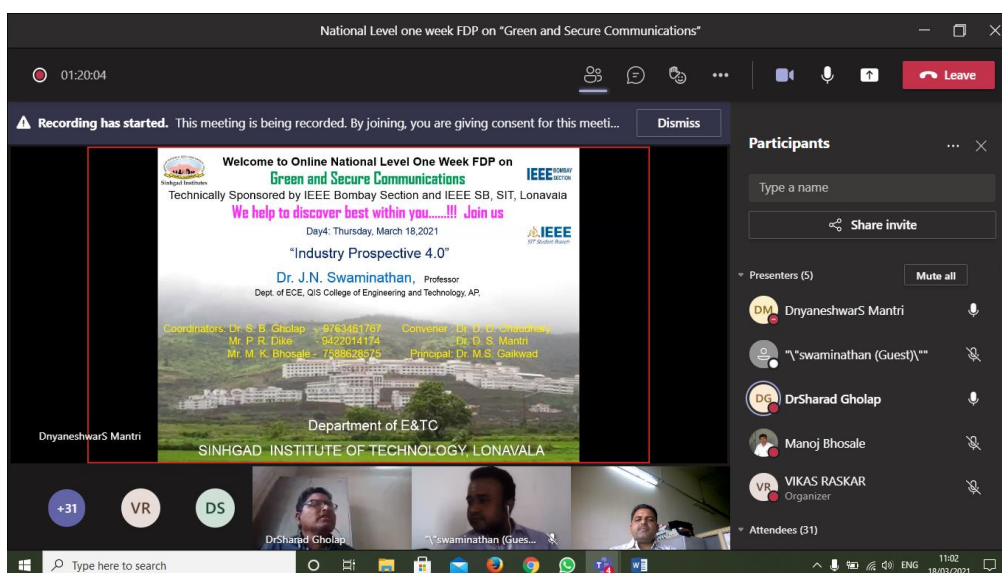 National Level one week FDP on "Green and Secure Communications"
01:20:04
Leave
Recording has started. This meeting is being recorded. By joining, you are giving consent for this meeti...
Dismiss
Sinhgad Institutes
Welcome to Online National Level One Week FDP on
Green and Secure Communications
IEEE BOMBAY SECTION
Technically Sponsored by IEEE Bombay Section and IEEE SB, SIT, Lonavala
We help to discover best within you......!!! Join us
Day4: Thursday, March 18,2021
IEEE
SIT Student Branch
"Industry Prospective 4.0"
Dr. J.N. Swaminathan, Professor
Dept. of ECE, QIS College of Engineering and Technology, AP.
Coordinators: Dr. S. B. Gholap - 9763461767 Convener : Dr. D. D. Chaudhary
Mr. P. R. Dike - 9422014174 Dr. D. S. Mantri
Mr. M. K. Bhosale - 7588628575 Principal: Dr. M.S. Gaikwad
Department of E&TC
SINHGAD INSTITUTE OF TECHNOLOGY, LONAVALA
DnyaneshwarS Mantri
+31
VR
DS
DrSharad Gholap
"\"swaminathan (Gues...
Participants
Type a name
Share invite
Presenters (5)
Mute all
DM
DnyaneshwarS Mantri
"\"swaminathan (Guest)\""
DG
DrSharad Gholap
Manoj Bhosale
VR
VIKAS RASKAR
Organizer
Attendees (31)
Type here to search
4
ENG
11:02
18/03/2021